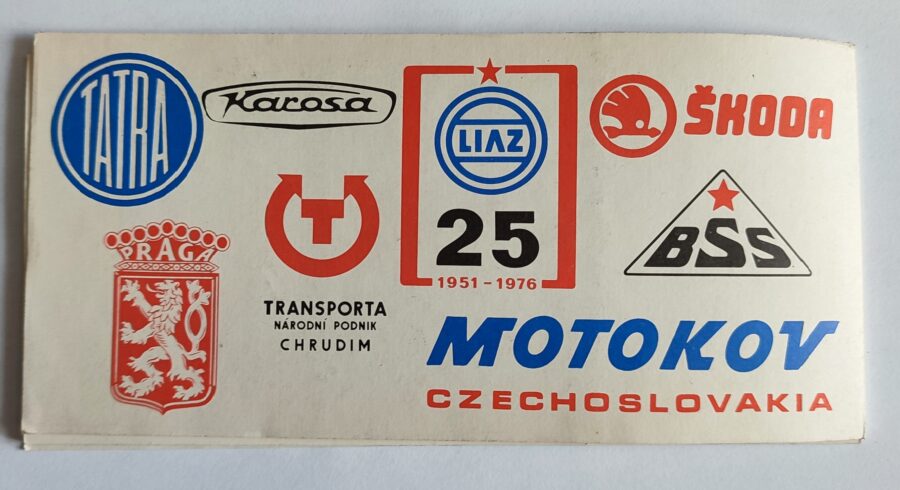 TATRA
Karosa
LIAZ
25
1951-1976
ŠKODA
PRAGA
T
TRANSPORTA
NÁRODNÍ PODNIK
CHRUDIM
BSS
MOTOKOV
CZECHOSLOVAKIA